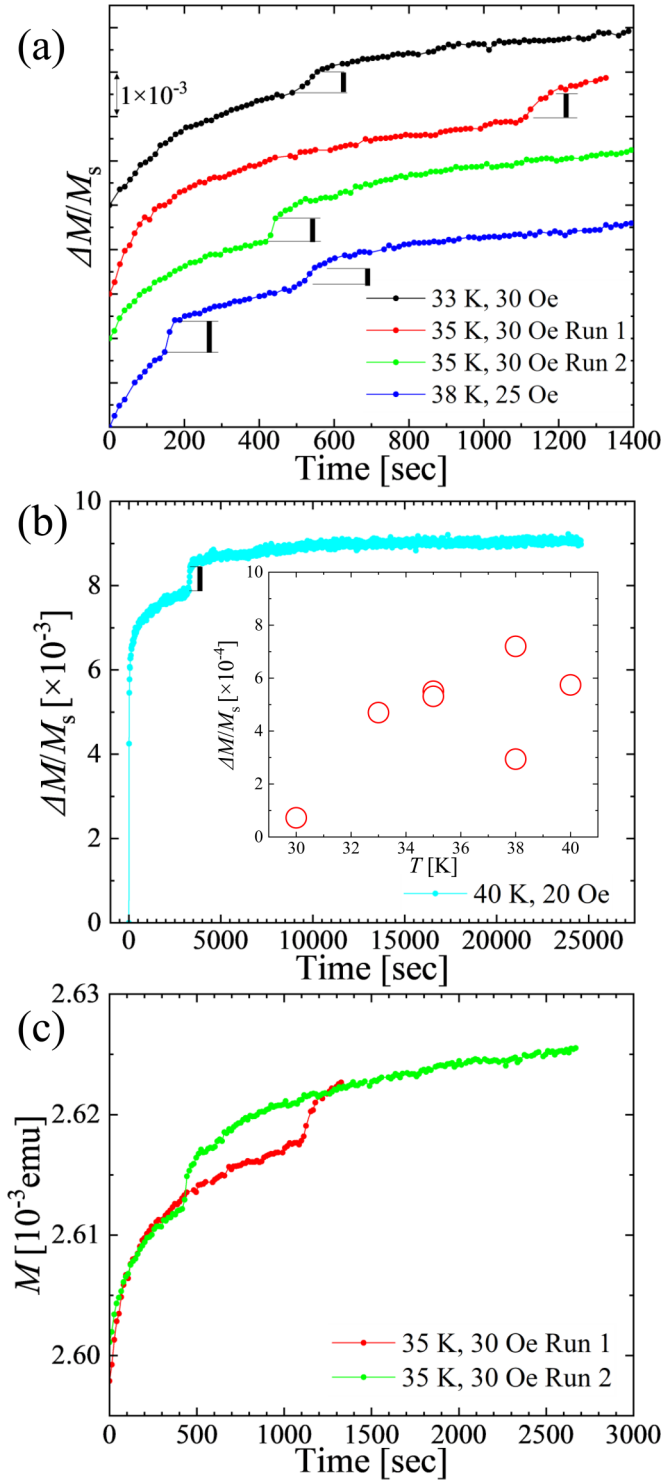 (a)
1×10⁻³
ΔM/Mₛ
33 K, 30 Oe
35 K, 30 Oe Run 1
35 K, 30 Oe Run 2
38 K, 25 Oe
0 200 400 600 800 1000 1200 1400
Time [sec]
(b)
10
8
6
4
2
0
ΔM/Mₛ [×10⁻³]
10
8
6
4
2
0
ΔM/Mₛ [×10⁻⁴]
30 32 34 36 38 40
T [K]
40 K, 20 Oe
0 5000 10000 15000 20000 25000
Time [sec]
(c)
2.63
2.62
2.61
2.60
M [10⁻³emu]
35 K, 30 Oe Run 1
35 K, 30 Oe Run 2
0 500 1000 1500 2000 2500 3000
Time [sec]